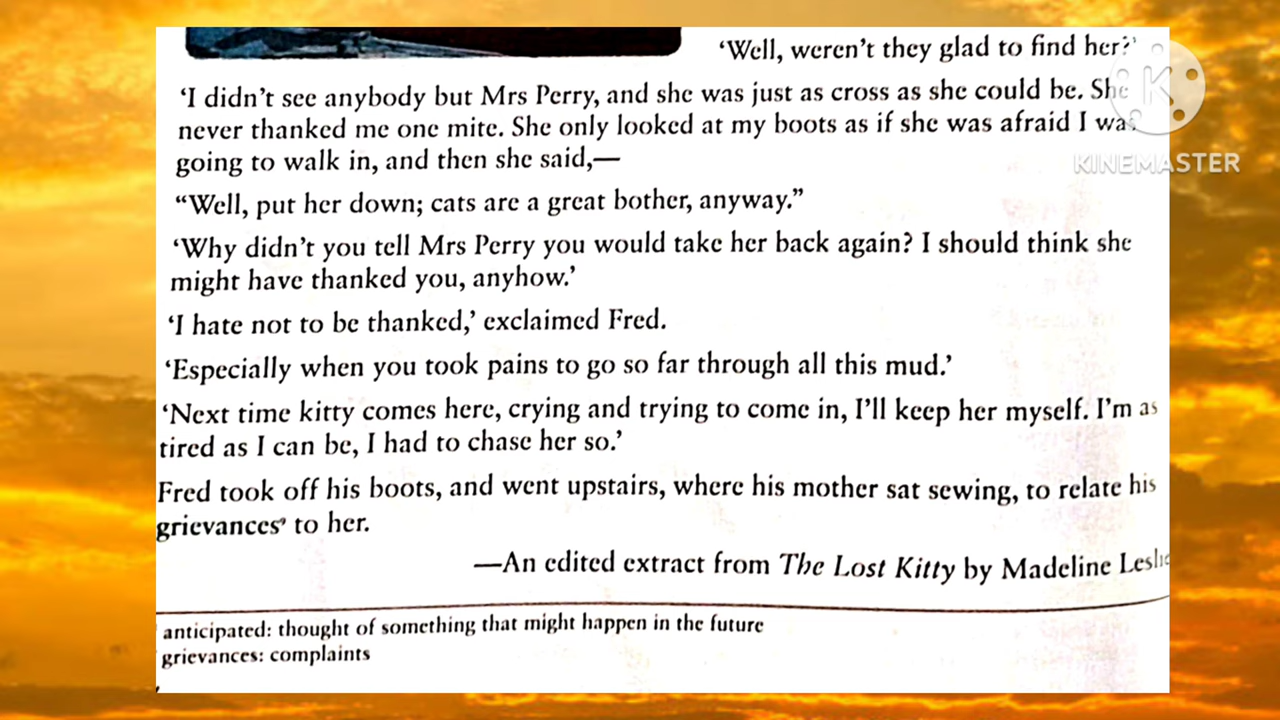 ‘Well, weren’t they glad to find her?’
‘I didn’t see anybody but Mrs Perry, and she was just as cross as she could be. She
never thanked me one mite. She only looked at my boots as if she was afraid I was
going to walk in, and then she said,—
“Well, put her down; cats are a great bother, anyway.”
‘Why didn’t you tell Mrs Perry you would take her back again? I should think she
might have thanked you, anyhow.’
‘I hate not to be thanked,’ exclaimed Fred.
‘Especially when you took pains to go so far through all this mud.’
‘Next time kitty comes here, crying and trying to come in, I’ll keep her myself. I’m as
tired as I can be, I had to chase her so.’
Fred took off his boots, and went upstairs, where his mother sat sewing, to relate his
grievances to her.
—An edited extract from The Lost Kitty by Madeline Leslie
anticipated: thought of something that might happen in the future
grievances: complaints
K
KINEMASTER